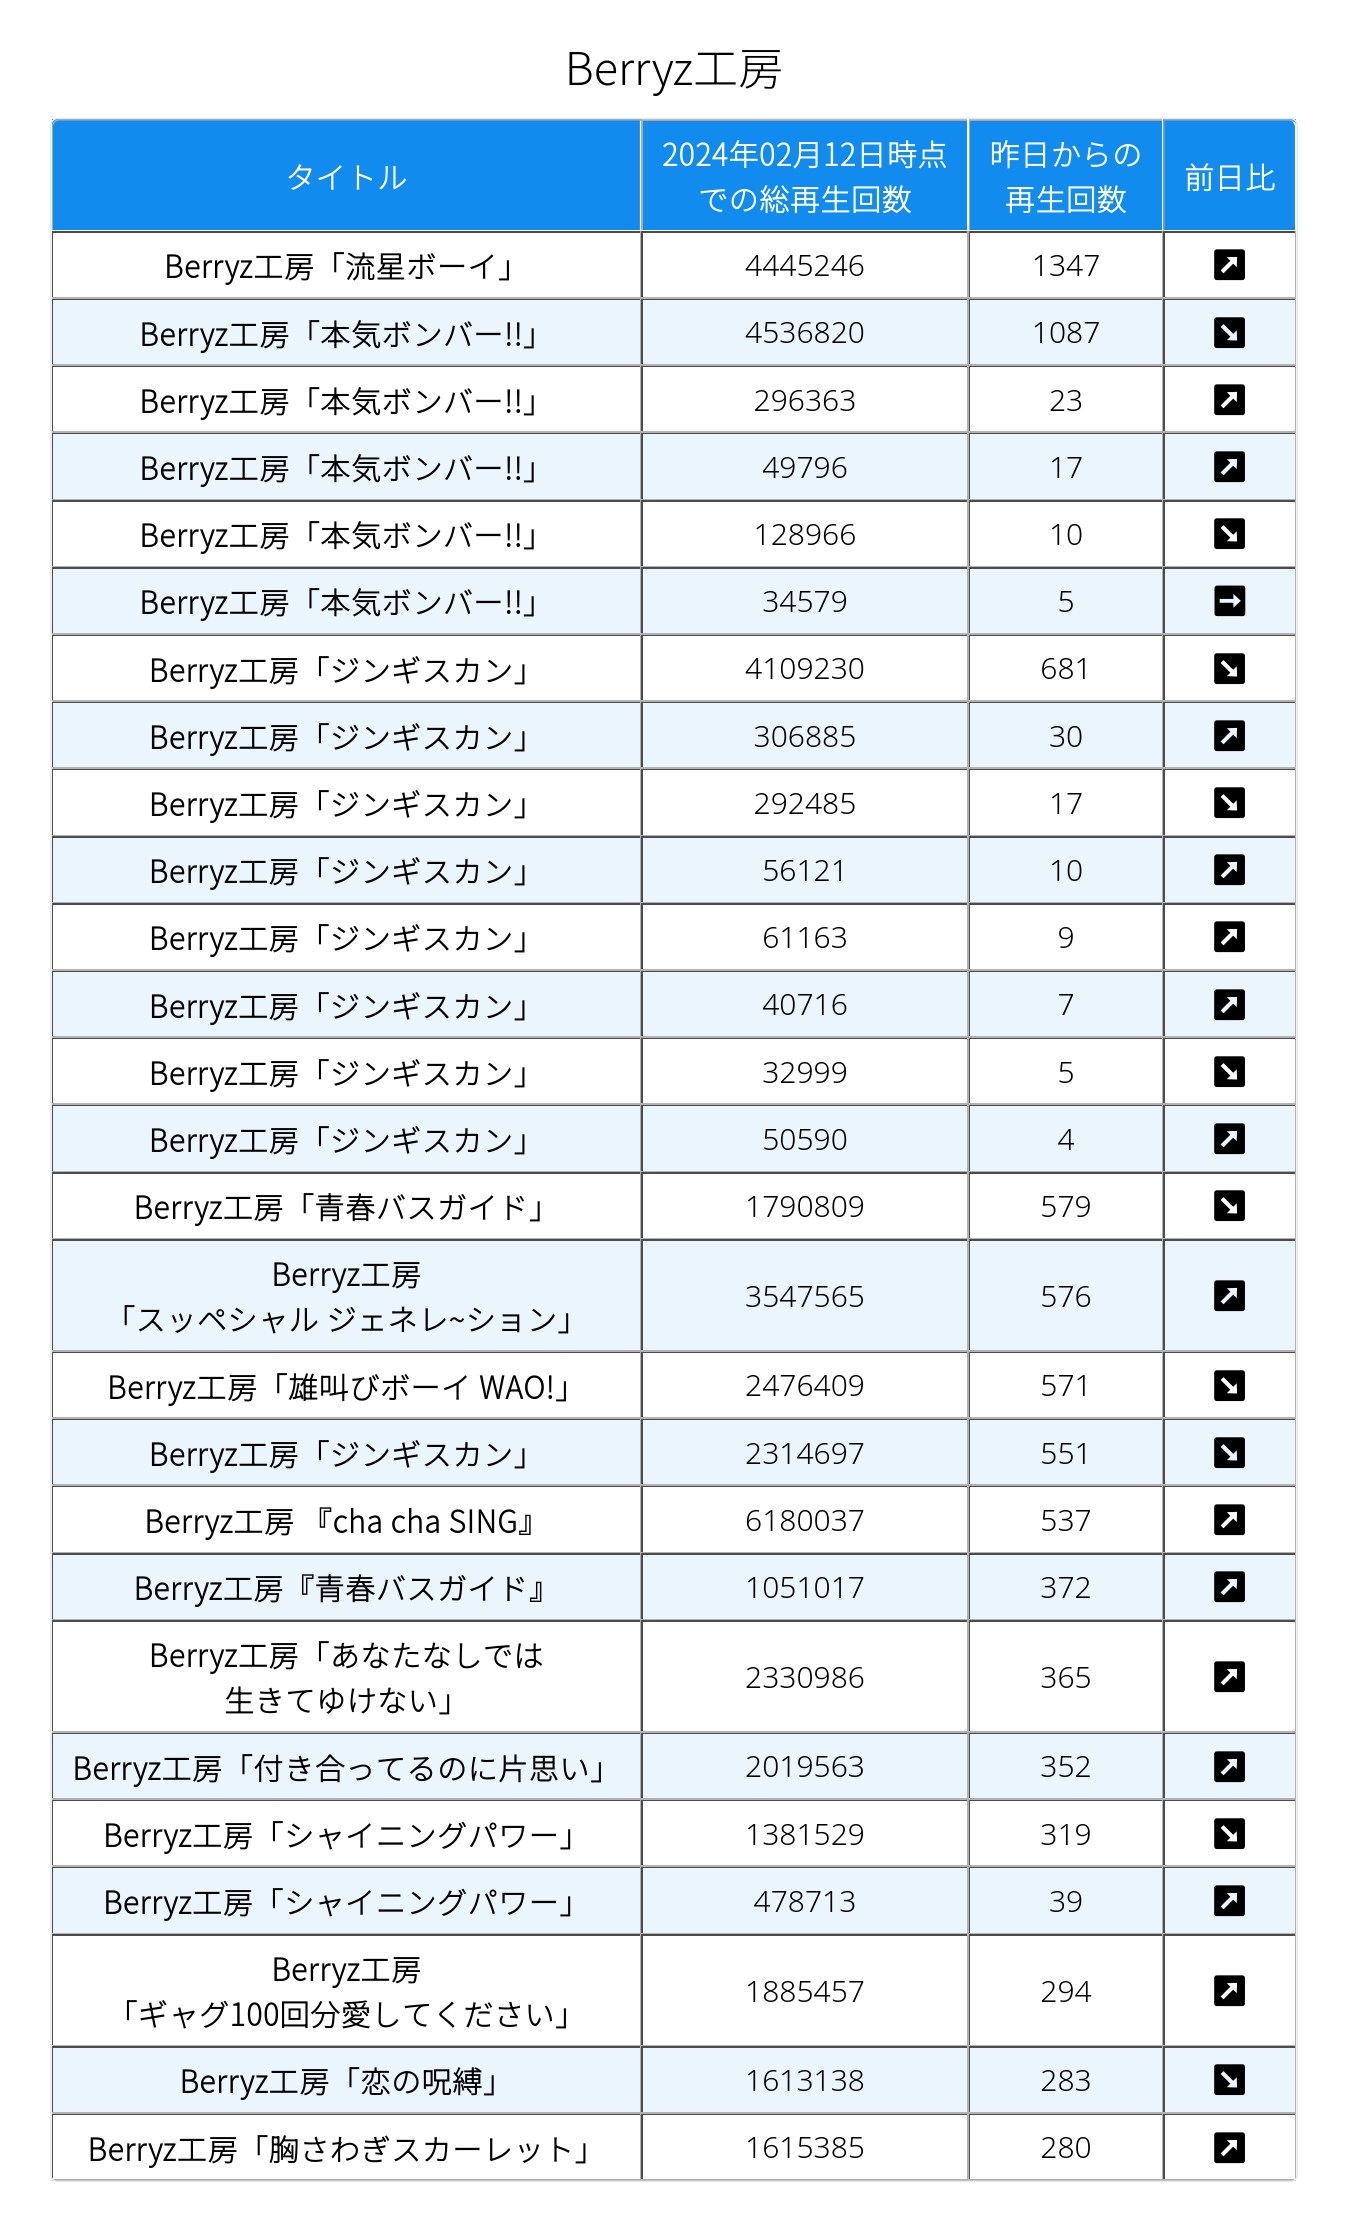 Berryz工房
タイトル
2024年02月12日時点
での総再生回数
昨日からの
再生回数
前日比
Berryz工房「流星ボーイ」 4445246 1347 ↗
Berryz工房「本気ボンバー!!」 4536820 1087 ↘
Berryz工房「本気ボンバー!!」 296363 23 ↗
Berryz工房「本気ボンバー!!」 49796 17 ↗
Berryz工房「本気ボンバー!!」 128966 10 ↘
Berryz工房「本気ボンバー!!」 34579 5 →
Berryz工房「ジンギスカン」 4109230 681 ↘
Berryz工房「ジンギスカン」 306885 30 ↗
Berryz工房「ジンギスカン」 292485 17 ↘
Berryz工房「ジンギスカン」 56121 10 ↗
Berryz工房「ジンギスカン」 61163 9 ↗
Berryz工房「ジンギスカン」 40716 7 ↗
Berryz工房「ジンギスカン」 32999 5 ↘
Berryz工房「ジンギスカン」 50590 4 ↗
Berryz工房「青春バスガイド」 1790809 579 ↘
Berryz工房
「スッペシャル ジェネレ~ション」 3547565 576 ↗
Berryz工房「雄叫びボーイ WAO!」 2476409 571 ↘
Berryz工房「ジンギスカン」 2314697 551 ↘
Berryz工房 『cha cha SING』 6180037 537 ↗
Berryz工房『青春バスガイド』 1051017 372 ↗
Berryz工房「あなたなしでは
生きてゆけない」 2330986 365 ↗
Berryz工房「付き合ってるのに片思い」 2019563 352 ↗
Berryz工房「シャイニングパワー」 1381529 319 ↘
Berryz工房「シャイニングパワー」 478713 39 ↗
Berryz工房
「ギャグ100回分愛してください」 1885457 294 ↗
Berryz工房「恋の呪縛」 1613138 283 ↘
Berryz工房「胸さわぎスカーレット」 1615385 280 ↗